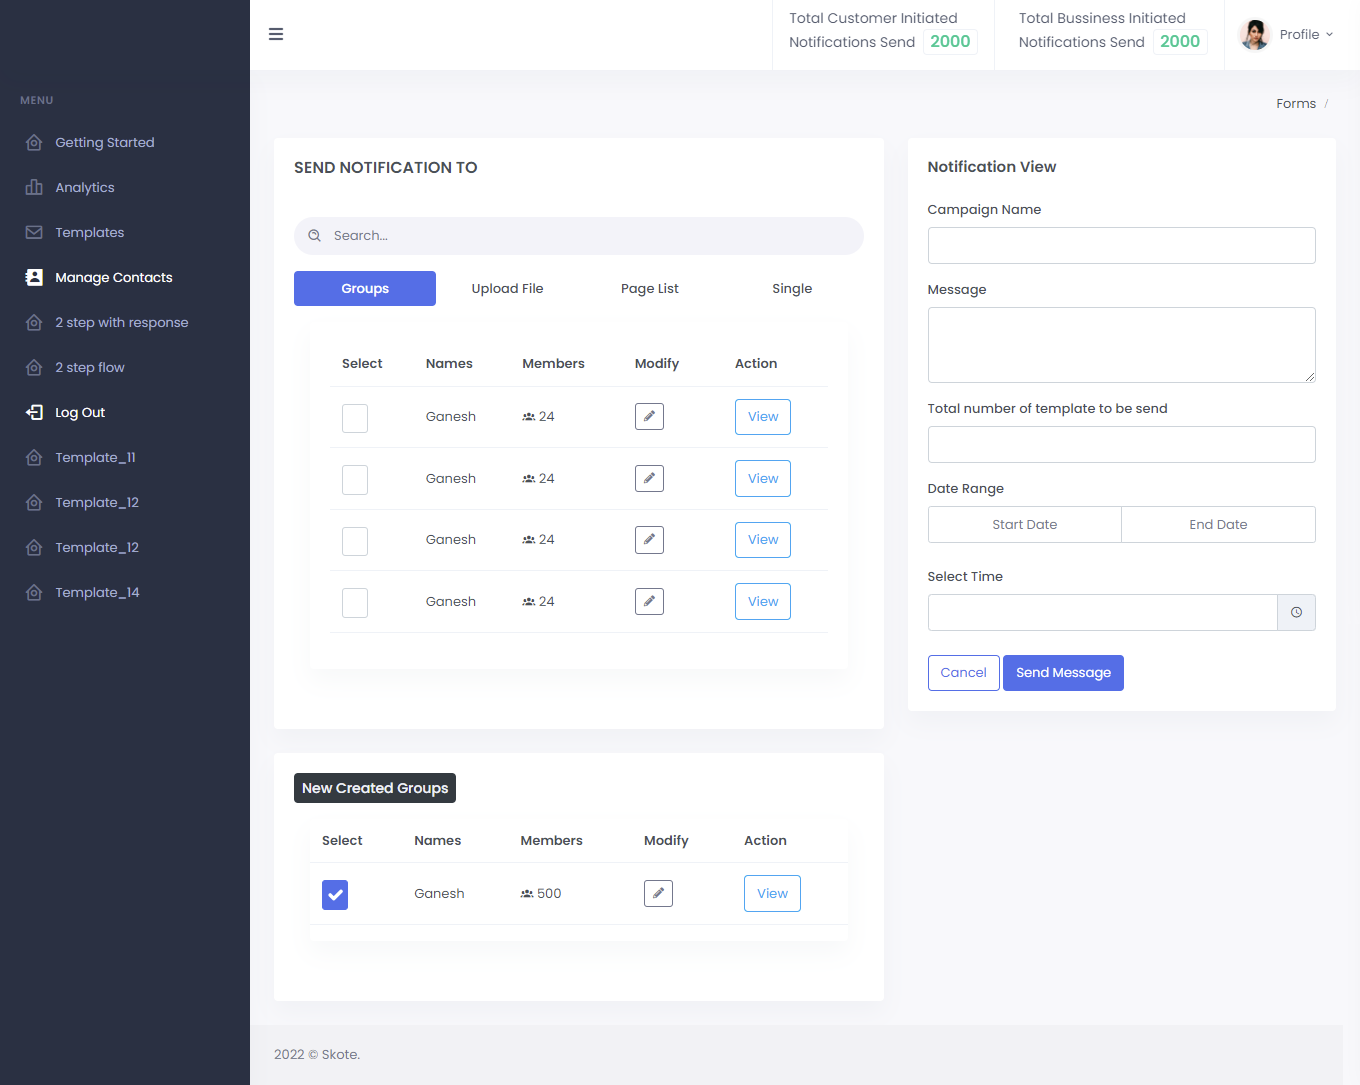 Total Customer Initiated
Notifications Send 2000
Total Bussiness Initiated
Notifications Send 2000
Profile
MENU
Getting Started
Analytics
Templates
Manage Contacts
2 step with response
2 step flow
Log Out
Template_11
Template_12
Template_12
Template_14
Forms /
SEND NOTIFICATION TO
Search...
Groups Upload File Page List Single
Select Names Members Modify Action
Ganesh 24 View
Ganesh 24 View
Ganesh 24 View
Ganesh 24 View
Notification View
Campaign Name
Message
Total number of template to be send
Date Range
Start Date End Date
Select Time
Cancel Send Message
New Created Groups
Select Names Members Modify Action
Ganesh 500 View
2022 © Skote.